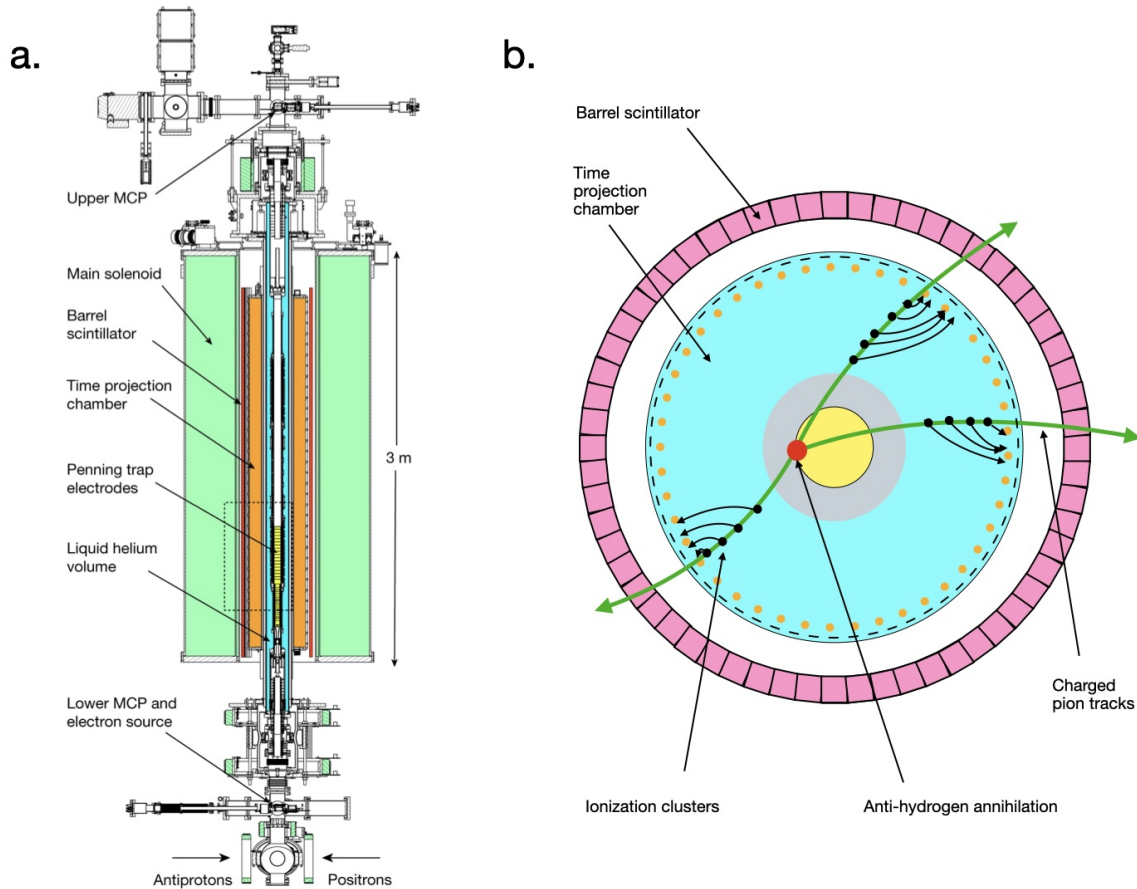 a.
Upper MCP
Main solenoid
Barrel
scintillator
Time projection
chamber
Penning trap
electrodes
Liquid helium
volume
3 m
Lower MCP and
electron source
Antiprotons
Positrons
b.
Barrel scintillator
Time
projection
chamber
Charged
pion tracks
Ionization clusters
Anti-hydrogen annihilation